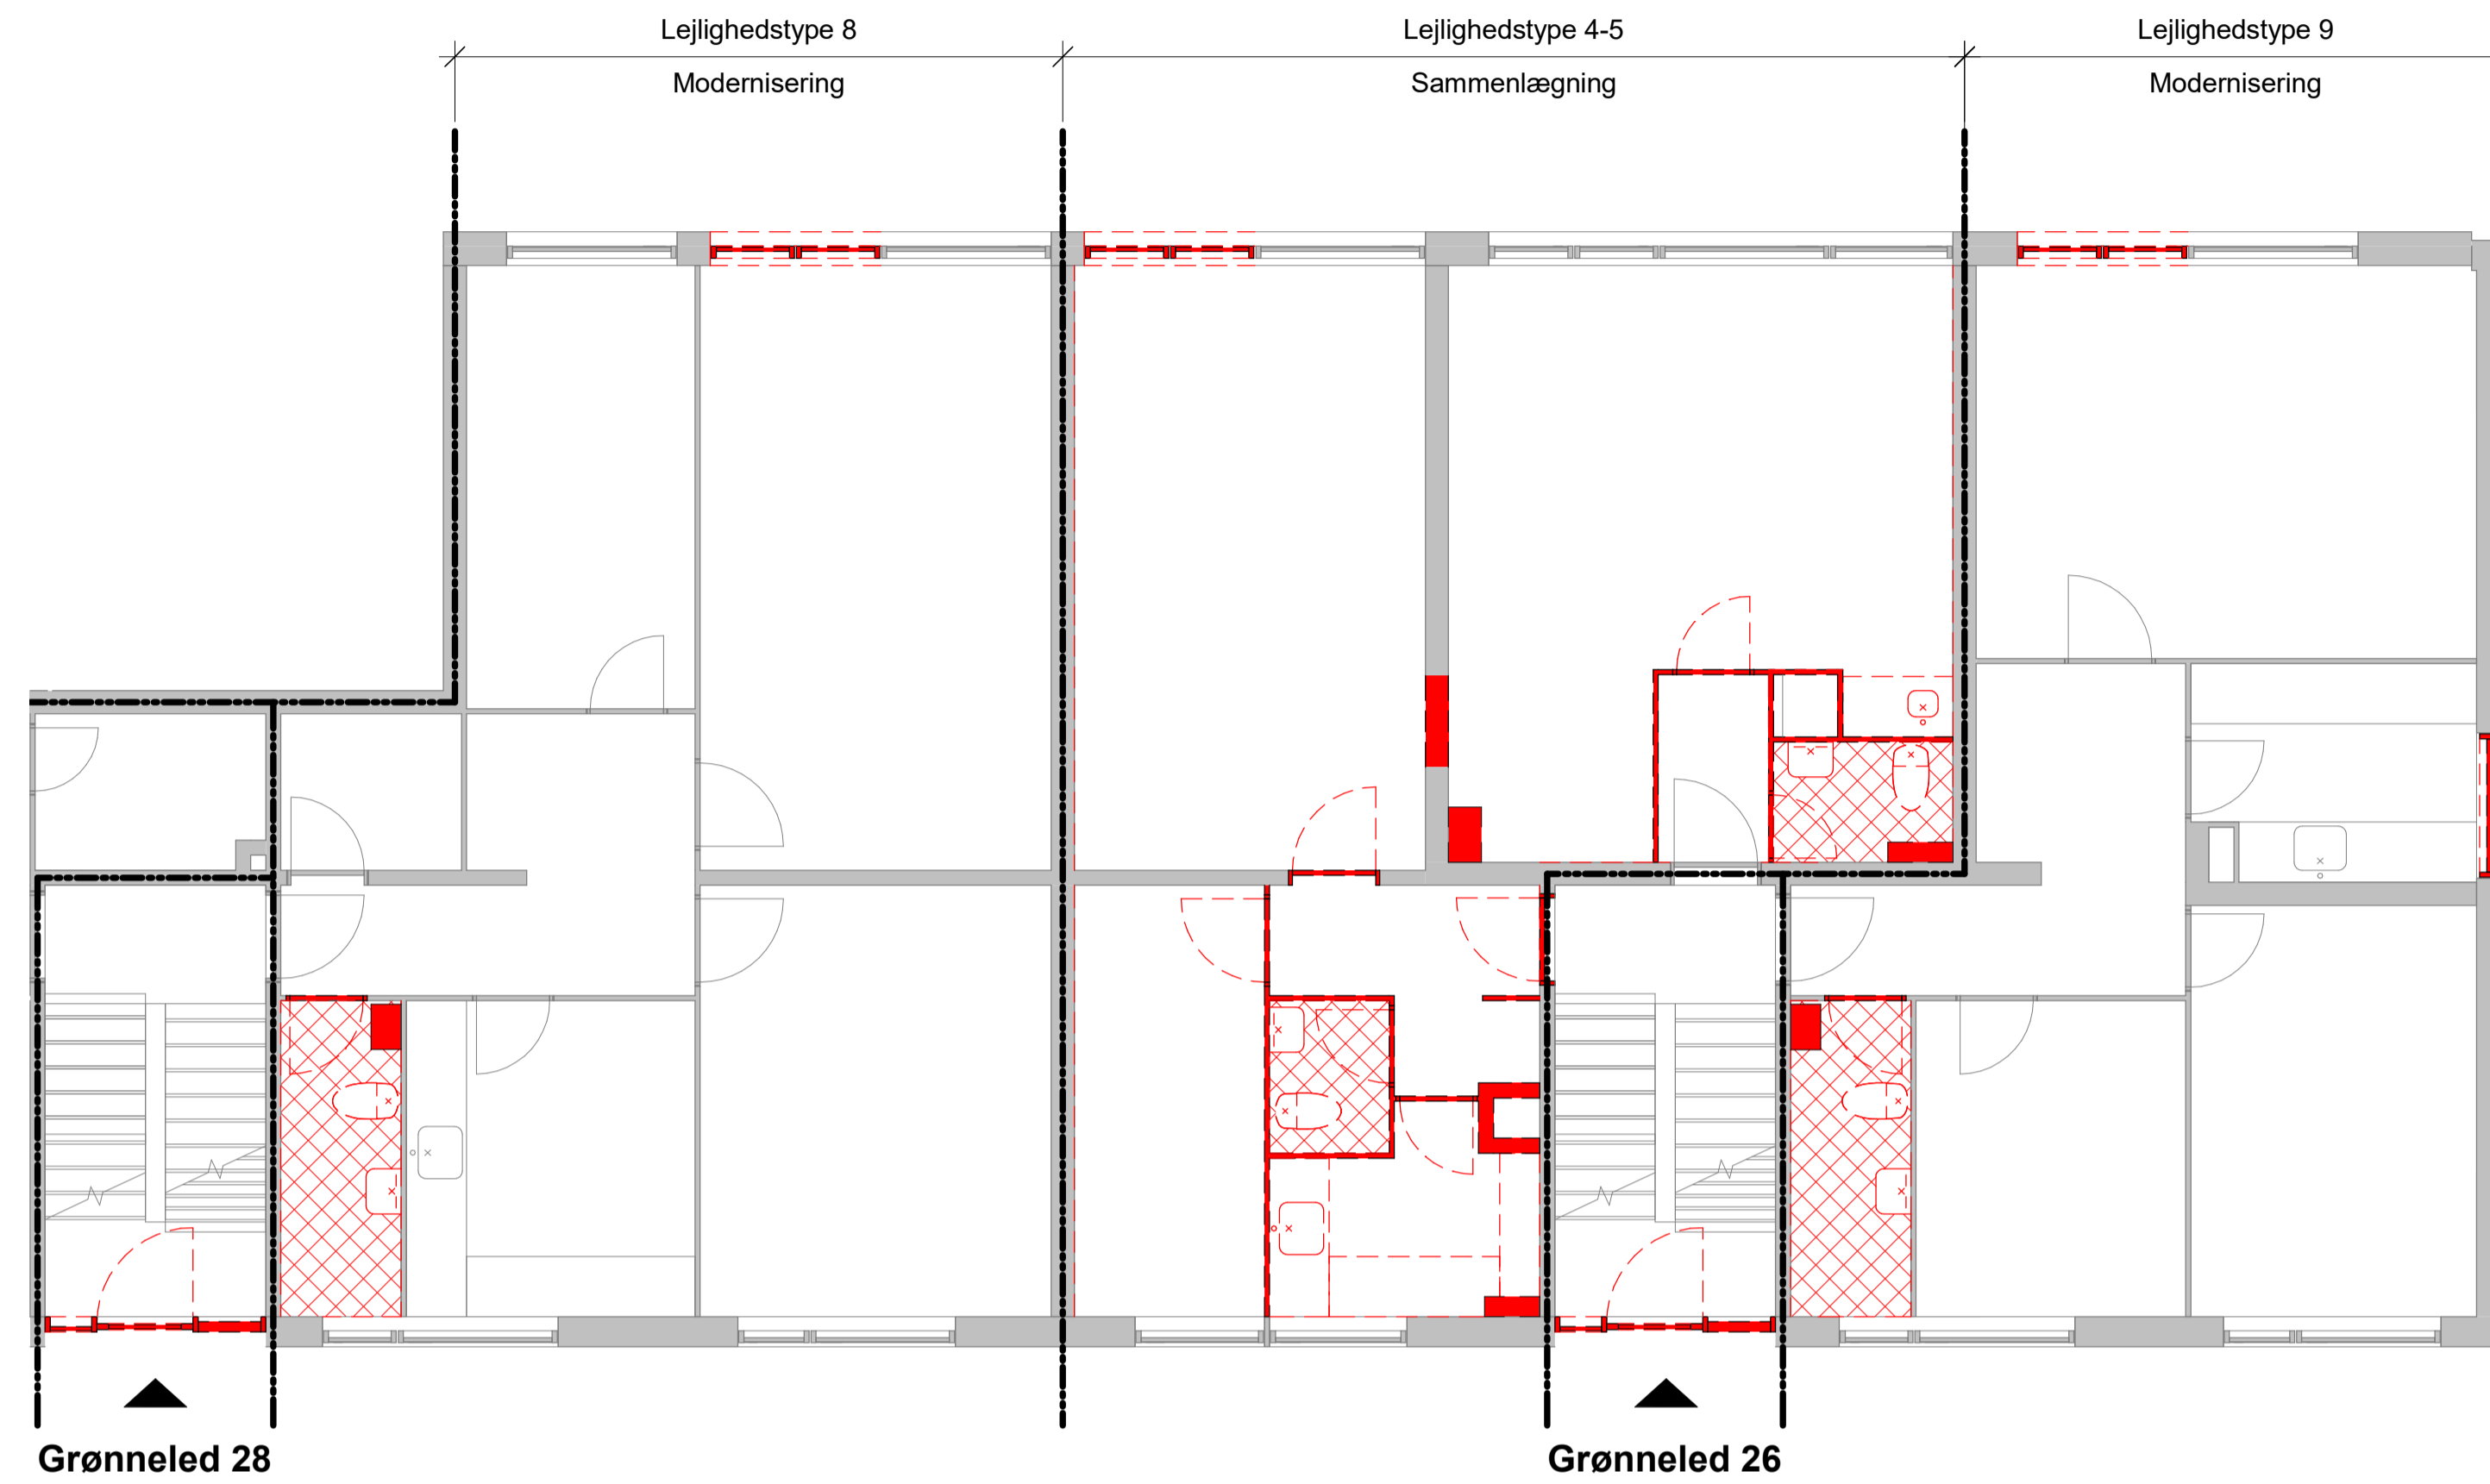 Lejlighedstype 8
Lejlighedstype 4-5
Lejlighedstype 9
Modernisering
Sammenlægning
Modernisering
Grønneled 28
Grønneled 26